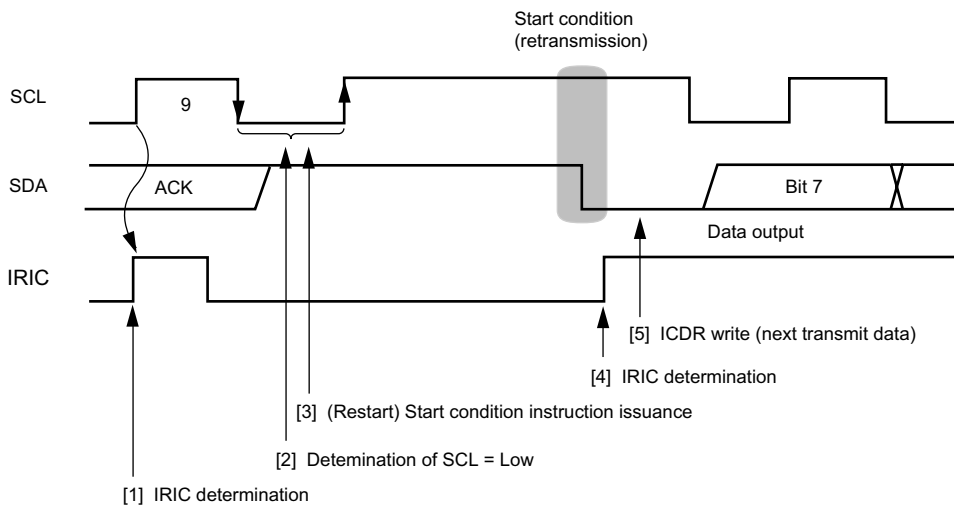 Start condition
(retransmission)
SCL
9
SDA
ACK
Bit 7
Data output
IRIC
[5] ICDR write (next transmit data)
[4] IRIC determination
[3] (Restart) Start condition instruction issuance
[2] Detemination of SCL = Low
[1] IRIC determination